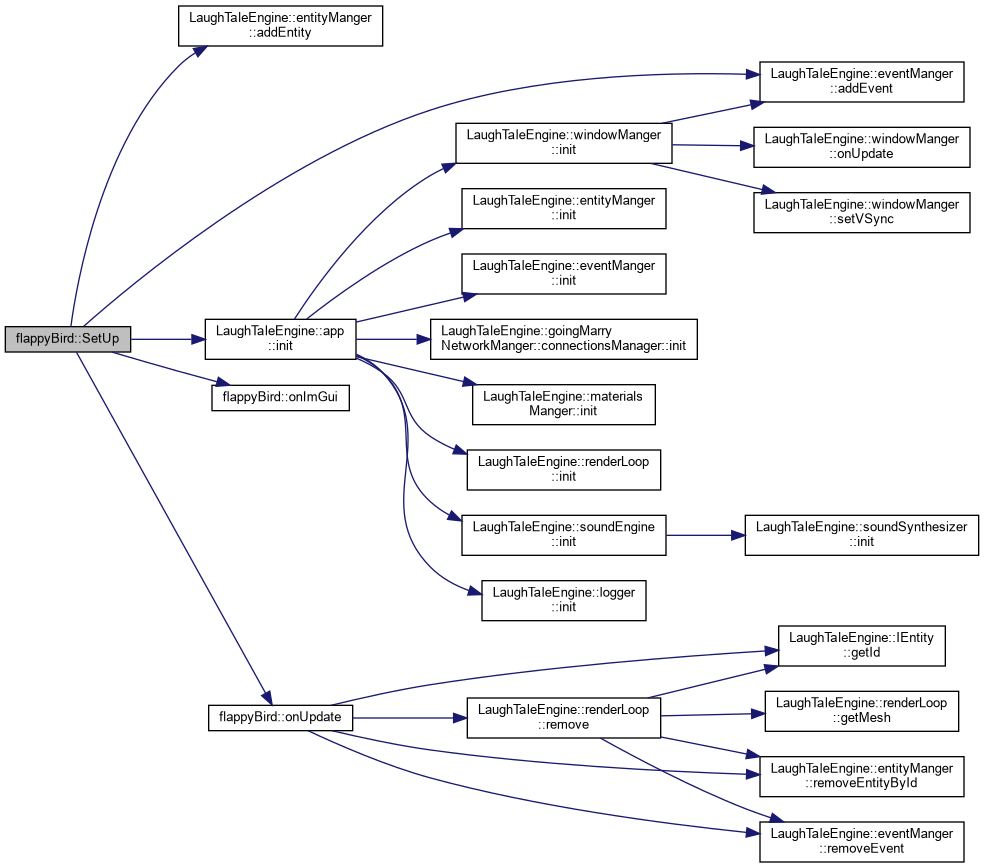 LaughTaleEngine::entityManger
::addEntity
LaughTaleEngine::eventManger
::addEvent
LaughTaleEngine::windowManger
::init
LaughTaleEngine::windowManger
::onUpdate
LaughTaleEngine::entityManger
::init
LaughTaleEngine::windowManger
::setVSync
LaughTaleEngine::eventManger
::init
flappyBird::SetUp
LaughTaleEngine::app
::init
LaughTaleEngine::goingMarry
NetworkManger::connectionsManager::init
flappyBird::onImGui
LaughTaleEngine::materials
Manger::init
LaughTaleEngine::renderLoop
::init
LaughTaleEngine::soundEngine
::init
LaughTaleEngine::soundSynthesizer
::init
LaughTaleEngine::logger
::init
LaughTaleEngine::IEntity
::getId
flappyBird::onUpdate
LaughTaleEngine::renderLoop
::remove
LaughTaleEngine::renderLoop
::getMesh
LaughTaleEngine::entityManger
::removeEntityById
LaughTaleEngine::eventManger
::removeEvent